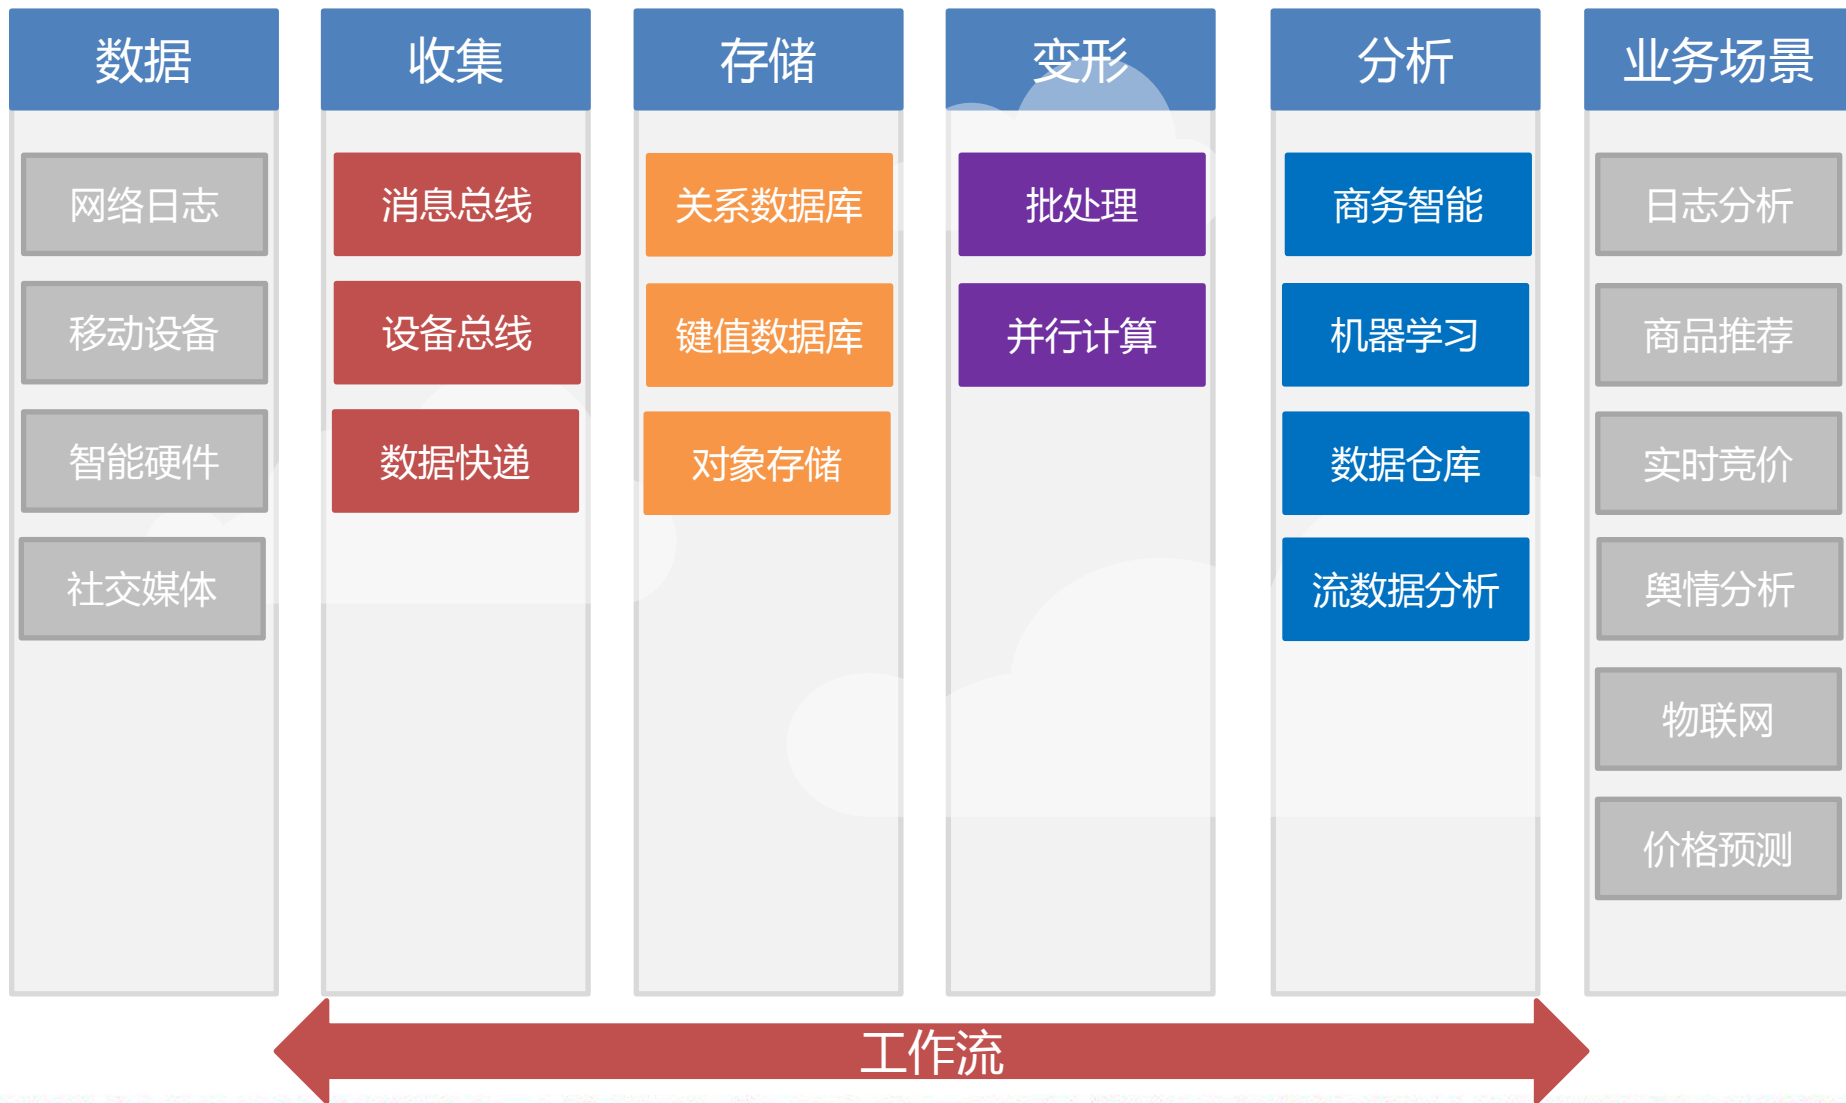 数据
收集
存储
变形
分析
业务场景
网络日志
移动设备
智能硬件
社交媒体
消息总线
设备总线
数据快递
关系数据库
键值数据库
对象存储
批处理
并行计算
商务智能
机器学习
数据仓库
流数据分析
日志分析
商品推荐
实时竞价
舆情分析
物联网
价格预测
工作流